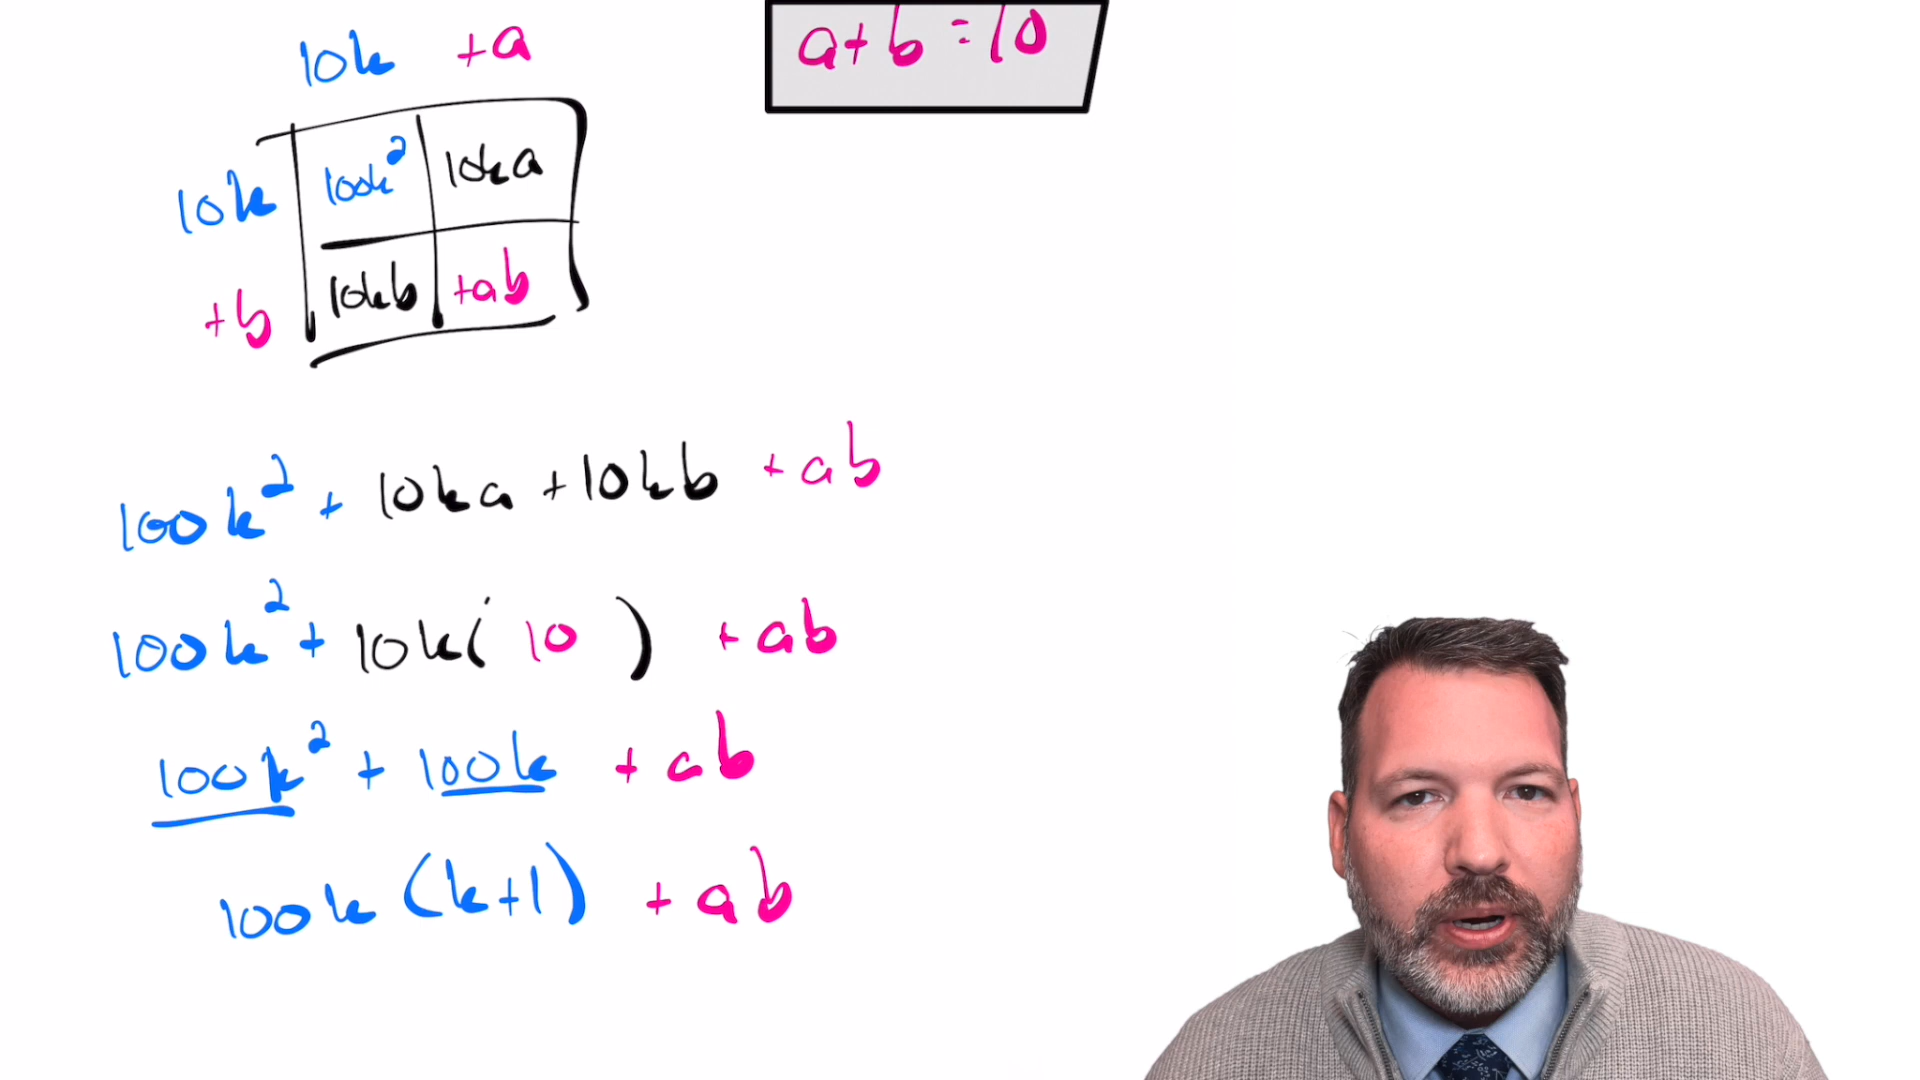 10k +a
a+b = 10
10k 100k² 10ka
+b 10kb +ab
100k² + 10ka + 10kb + ab
100k² + 10k( 10 ) + ab
100k² + 100k + ab
100k (k+1) + ab